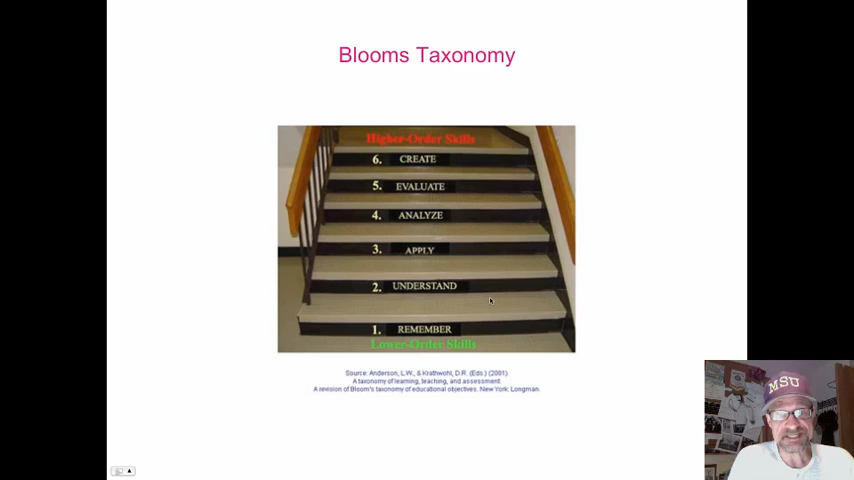 Blooms Taxonomy
Higher-Order Skills
6. CREATE
5. EVALUATE
4. ANALYZE
3. APPLY
2. UNDERSTAND
1. REMEMBER
Lower-Order Skills
Source: Anderson, L.W., & Krathwohl, D.R. (Eds.) (2001).
A taxonomy of learning, teaching, and assessment:
A revision of Bloom's taxonomy of educational objectives. New York: Longman.
MSU